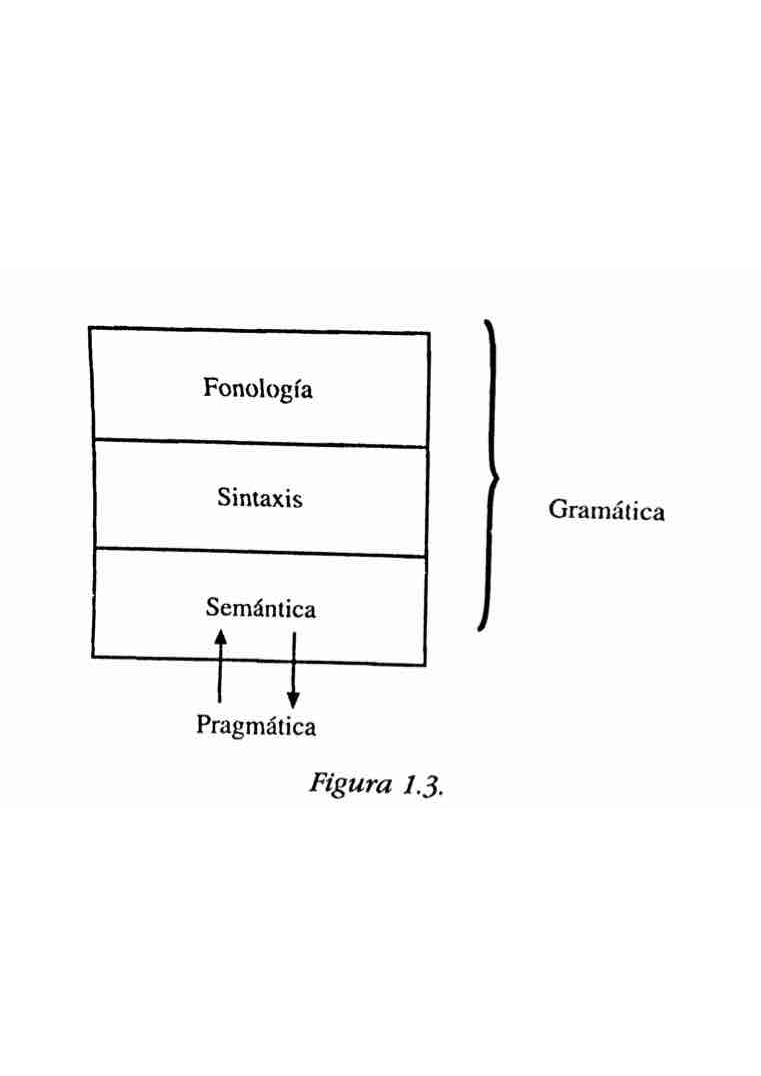 Fonología
Sintaxis
Gramática
Semántica
Pragmática
Figura 1.3.